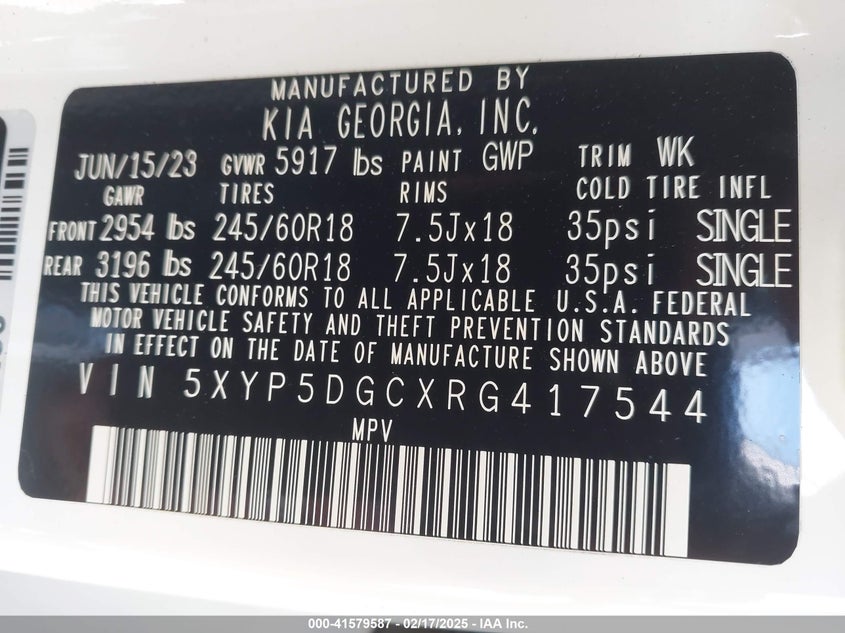 MANUFACTURED BY
KIA GEORGIA, INC.
JUN/15/23 GVWR 5917 lbs PAINT GWP TRIM WK
GAWR TIRES RIMS COLD TIRE INFL
FRONT 2954 lbs 245/60R18 7.5Jx18 35psi SINGLE
REAR 3196 lbs 245/60R18 7.5Jx18 35psi SINGLE
THIS VEHICLE CONFORMS TO ALL APPLICABLE U.S.A. FEDERAL
MOTOR VEHICLE SAFETY AND THEFT PREVENTION STANDARDS
IN EFFECT ON THE DATE OF MANUFACTURE SHOWN ABOVE
VIN 5XYP5DGCXRG417544
MPV
000-41579587 - 02/17/2025 - IAA Inc.